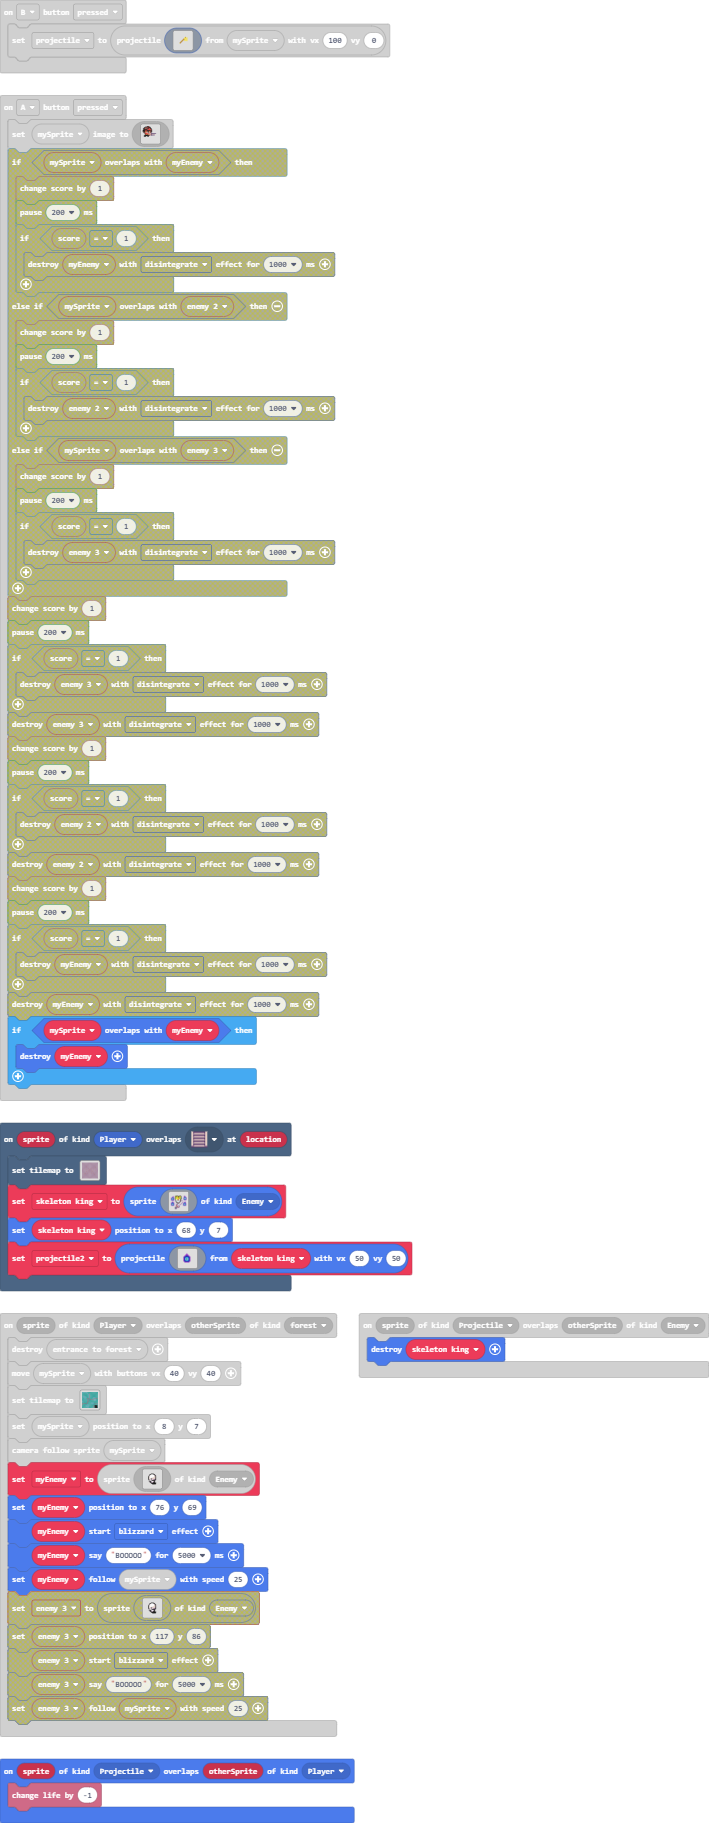 on B button pressed
set projectile to projectile from mySprite with vx 100 vy 0
on A button pressed
set mySprite image to
if mySprite overlaps with myEnemy then
change score by 1
pause 200 ms
if score = 1 then
destroy myEnemy with disintegrate effect for 1000 ms
else if mySprite overlaps with enemy 2 then
change score by 1
pause 200 ms
if score = 1 then
destroy enemy 2 with disintegrate effect for 1000 ms
else if mySprite overlaps with enemy 3 then
change score by 1
pause 200 ms
if score = 1 then
destroy enemy 3 with disintegrate effect for 1000 ms
change score by 1
pause 200 ms
if score = 1 then
destroy enemy 3 with disintegrate effect for 1000 ms
destroy enemy 3 with disintegrate effect for 1000 ms
change score by 1
pause 200 ms
if score = 1 then
destroy enemy 2 with disintegrate effect for 1000 ms
destroy enemy 2 with disintegrate effect for 1000 ms
change score by 1
pause 200 ms
if score = 1 then
destroy myEnemy with disintegrate effect for 1000 ms
destroy myEnemy with disintegrate effect for 1000 ms
if mySprite overlaps with myEnemy then
destroy myEnemy
on sprite of kind Player overlaps at location
set tilemap to
set skeleton king to sprite of kind Enemy
set skeleton king position to x 68 y 7
set projectile2 to projectile from skeleton king with vx 50 vy 50
on sprite of kind Player overlaps otherSprite of kind forest
destroy entrance to forest
move mySprite with buttons vx 40 vy 40
set tilemap to
set mySprite position to x 8 y 7
camera follow sprite mySprite
set myEnemy to sprite of kind Enemy
set myEnemy position to x 76 y 69
myEnemy start blizzard effect
myEnemy say "BOOOOO" for 5000 ms
set myEnemy follow mySprite with speed 25
set enemy 3 to sprite of kind Enemy
set enemy 3 position to x 117 y 86
enemy 3 start blizzard effect
enemy 3 say "BOOOOO" for 5000 ms
set enemy 3 follow mySprite with speed 25
on sprite of kind Projectile overlaps otherSprite of kind Enemy
destroy skeleton king
on sprite of kind Projectile overlaps otherSprite of kind Player
change life by -1